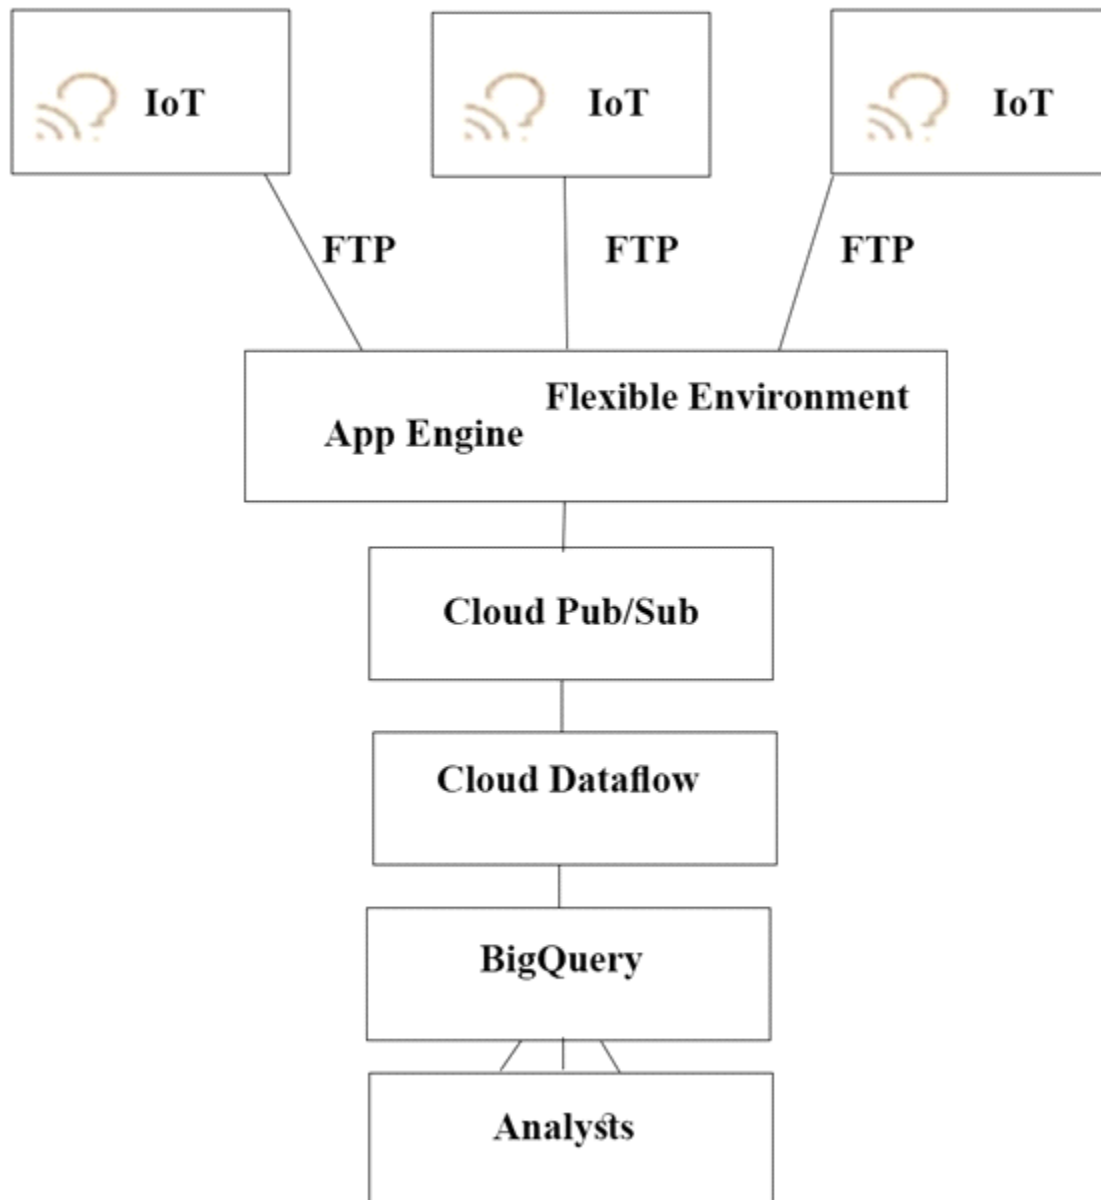 IoT
IoT
IoT
FTP
FTP
FTP
Flexible Environment
App Engine
Cloud Pub/Sub
Cloud Dataflow
BigQuery
Analysts